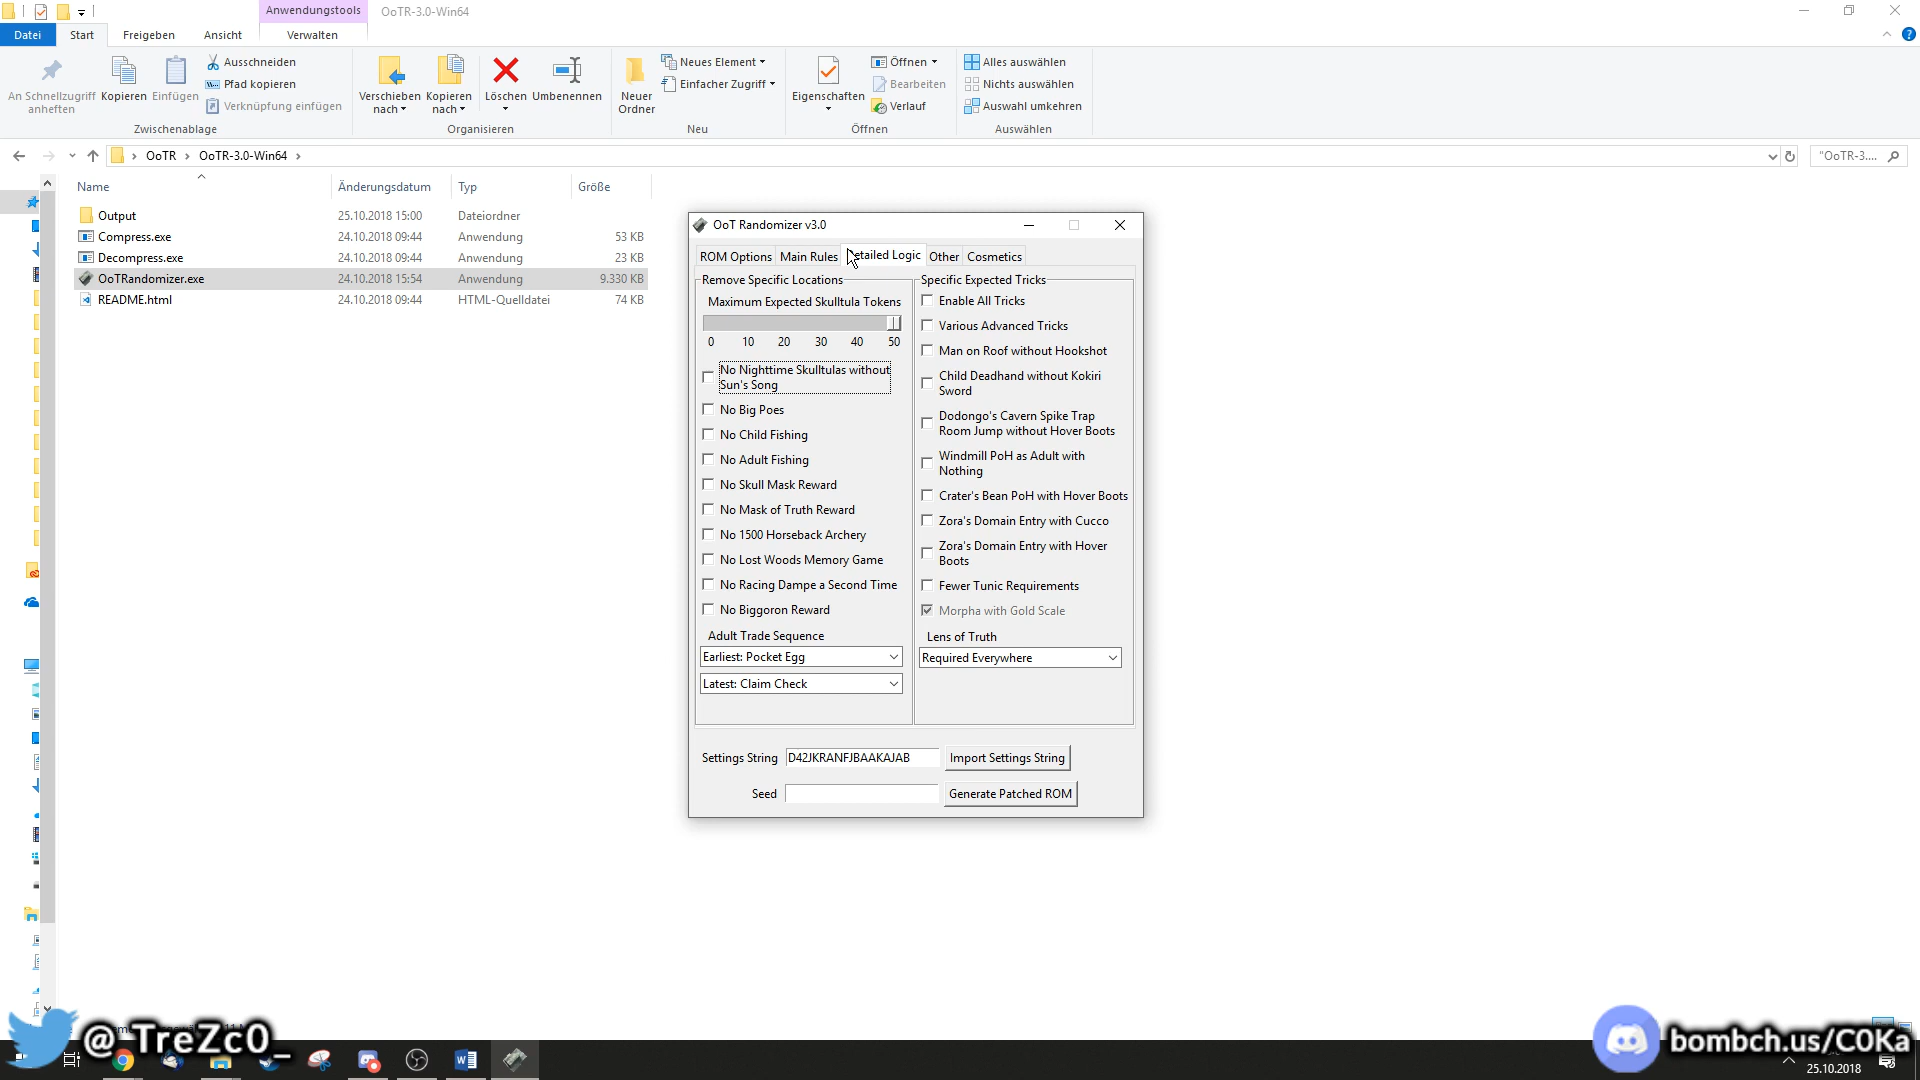 Anwendungstools
OoTR-3.0-Win64
Datei
Start
Freigeben
Ansicht
Verwalten
An Schnellzugriff
anheften
Kopieren
Einfügen
Ausschneiden
Pfad kopieren
Verknüpfung einfügen
Zwischenablage
Verschieben
nach
Kopieren
nach
Löschen
Umbenennen
Organisieren
Neuer
Ordner
Neues Element
Einfacher Zugriff
Neu
Eigenschaften
Öffnen
Bearbeiten
Verlauf
Öffnen
Alles auswählen
Nichts auswählen
Auswahl umkehren
Auswählen
OoTR > OoTR-3.0-Win64 >
"OoTR-3....
Name Änderungsdatum Typ Größe
Output 25.10.2018 15:00 Dateiordner
Compress.exe 24.10.2018 09:44 Anwendung 53 KB
Decompress.exe 24.10.2018 09:44 Anwendung 23 KB
OoTRandomizer.exe 24.10.2018 15:54 Anwendung 9.330 KB
README.html 24.10.2018 09:44 HTML-Quelldatei 74 KB
OoT Randomizer v3.0
ROM Options
Main Rules
etailed Logic
Other
Cosmetics
Remove Specific Locations
Maximum Expected Skulltula Tokens
0 10 20 30 40 50
No Nighttime Skulltulas without
Sun's Song
No Big Poes
No Child Fishing
No Adult Fishing
No Skull Mask Reward
No Mask of Truth Reward
No 1500 Horseback Archery
No Lost Woods Memory Game
No Racing Dampe a Second Time
No Biggoron Reward
Adult Trade Sequence
Earliest: Pocket Egg
Latest: Claim Check
Specific Expected Tricks
Enable All Tricks
Various Advanced Tricks
Man on Roof without Hookshot
Child Deadhand without Kokiri
Sword
Dodongo's Cavern Spike Trap
Room Jump without Hover Boots
Windmill PoH as Adult with
Nothing
Crater's Bean PoH with Hover Boots
Zora's Domain Entry with Cucco
Zora's Domain Entry with Hover
Boots
Fewer Tunic Requirements
Morpha with Gold Scale
Lens of Truth
Required Everywhere
Settings String D42JKRANFJBAAKAJAB Import Settings String
Seed Generate Patched ROM
@TreZc0_
bombch.us/C0Ka
25.10.2018